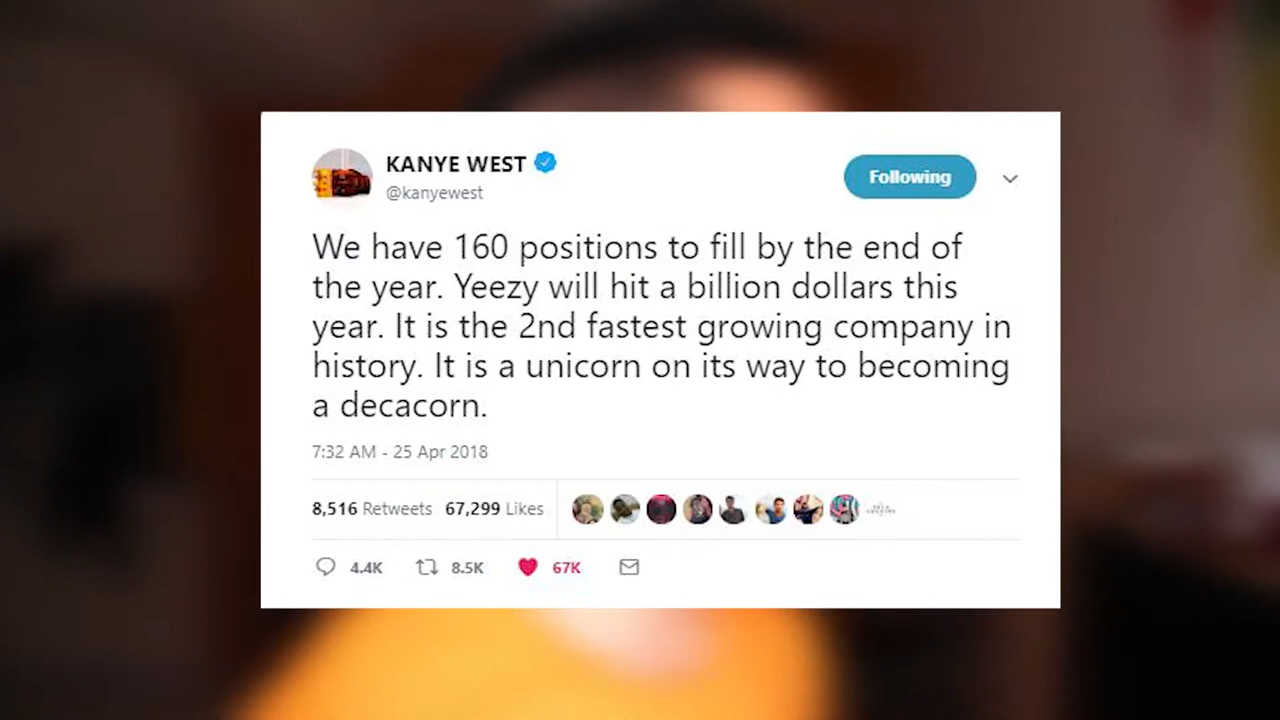 KANYE WEST
@kanyewest
Following
We have 160 positions to fill by the end of
the year. Yeezy will hit a billion dollars this
year. It is the 2nd fastest growing company in
history. It is a unicorn on its way to becoming
a decacorn.
7:32 AM - 25 Apr 2018
8,516 Retweets 67,299 Likes
4.4K 8.5K 67K